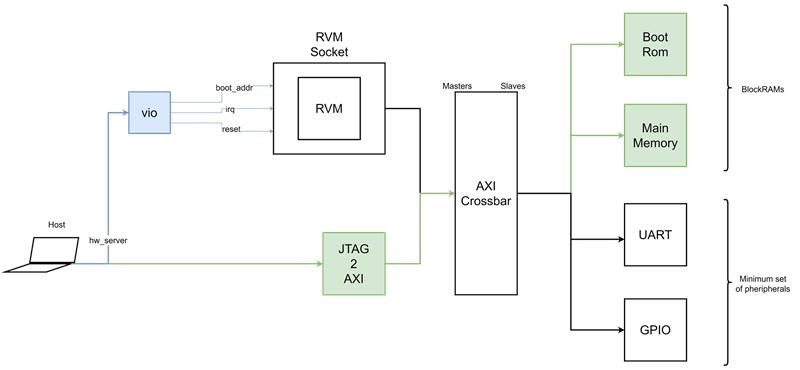 RVM
Socket
Boot
Rom
boot_addr
Masters
Slaves
BlockRAMs
vio
irq
RVM
reset
Main
Memory
AXI
Crossbar
Host
hw_server
JTAG
2
AXI
UART
Minimum set
of pheripherals
GPIO